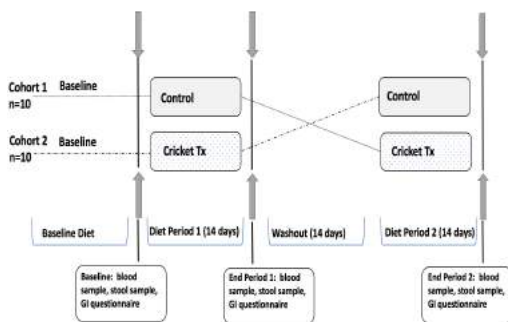 Cohort 1 Baseline
n=10
Control
Control
Cohort 2 Baseline
n=10
Cricket Tx
Cricket Tx
Baseline Diet
Diet Period 1 (14 days)
Washout (14 days)
Diet Period 2 (14 days)
Baseline: blood
sample, stool sample,
GI questionnaire
End Period 1: blood
sample, stool sample,
GI questionnaire
End Period 2: blood
sample, stool sample,
GI questionnaire